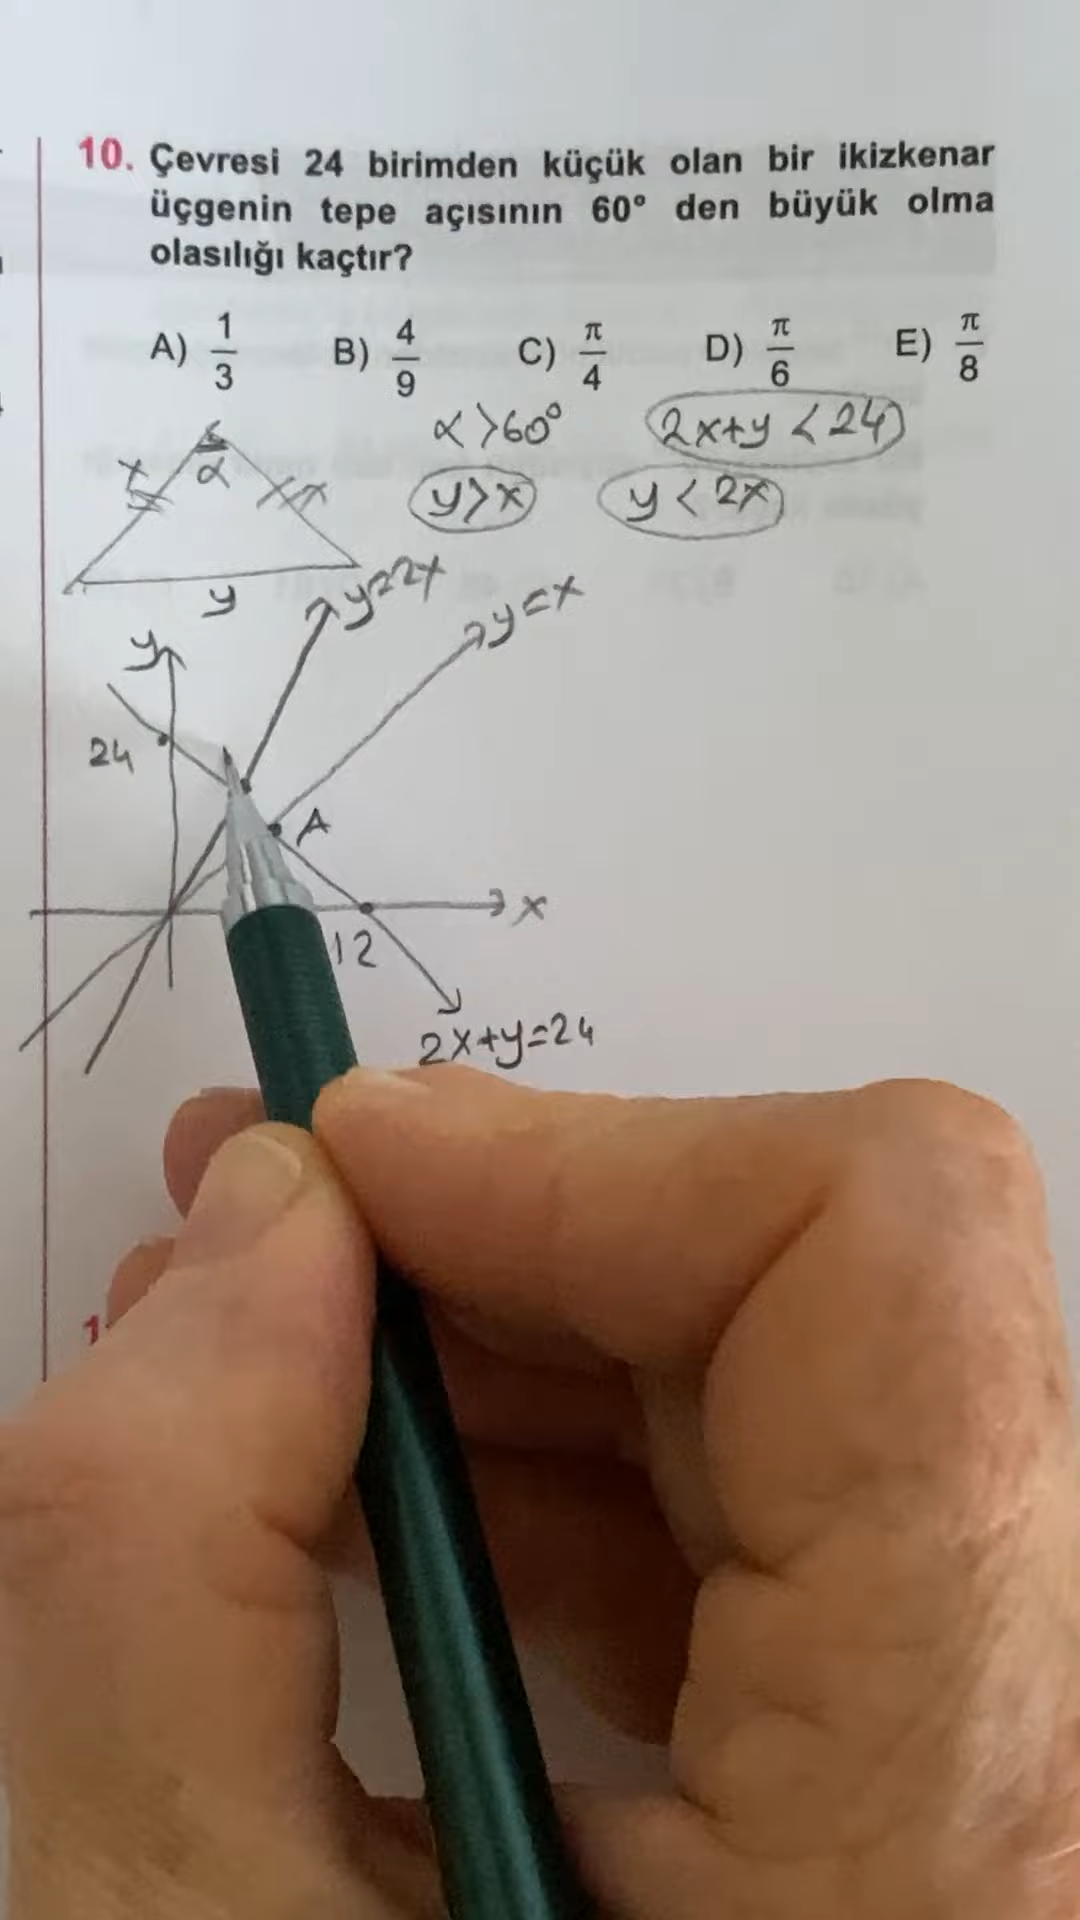 10. Çevresi 24 birimden küçük olan bir ikizkenar
üçgenin tepe açısının 60° den büyük olma
olasılığı kaçtır?
A) 1/3 B) 4/9 C) π/4 D) π/6 E) π/8
α >60° 2x+y < 24
y>x y < 2x
x α x
y
y=2x
y=x
y
24
A
x
12
2x+y=24